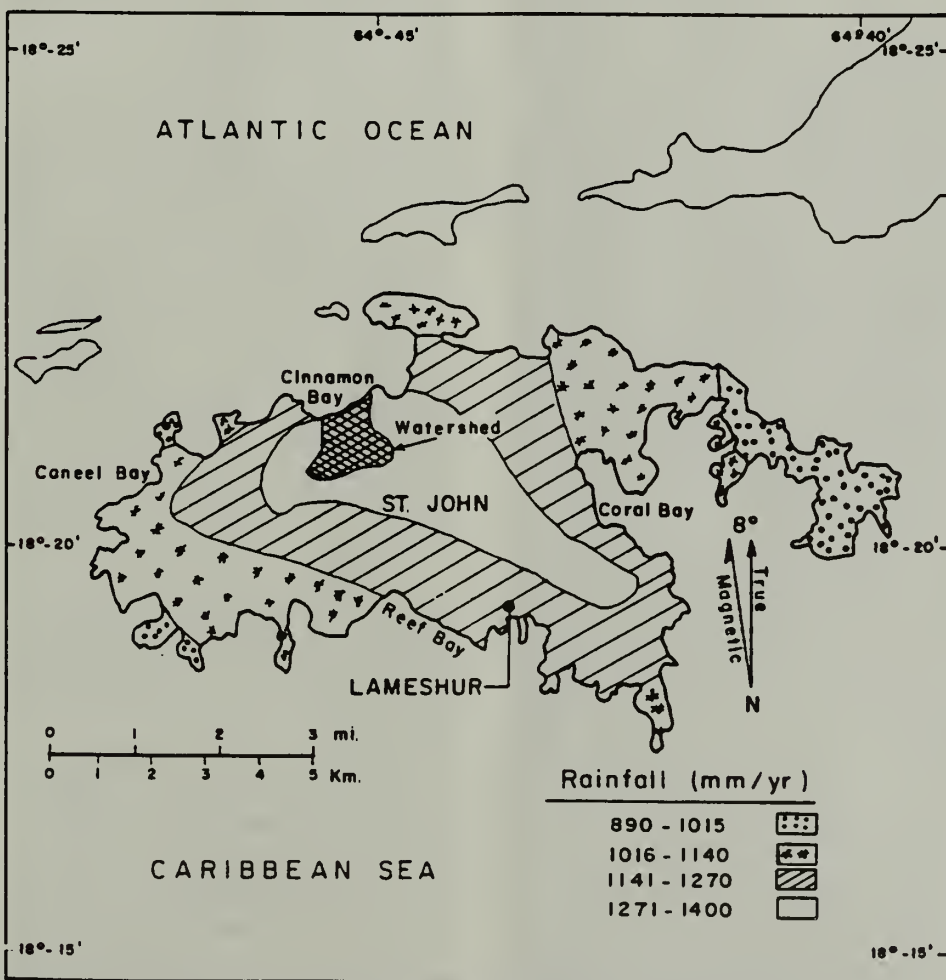 64°-45'
64°40'
18°-25'
18°-25'
ATLANTIC OCEAN
Cinnamon
Bay
Watershed
Caneel Bay
ST. JOHN
Coral Bay
8°
18°-20'
18°-20'
True
Magnetic
Reef Bay
LAMESHUR
N
0 1 2 3 mi.
0 1 2 3 4 5 Km.
Rainfall (mm/yr)
890 - 1015
1016 - 1140
1141 - 1270
1271 - 1400
CARIBBEAN SEA
18°-15'
18°-15'